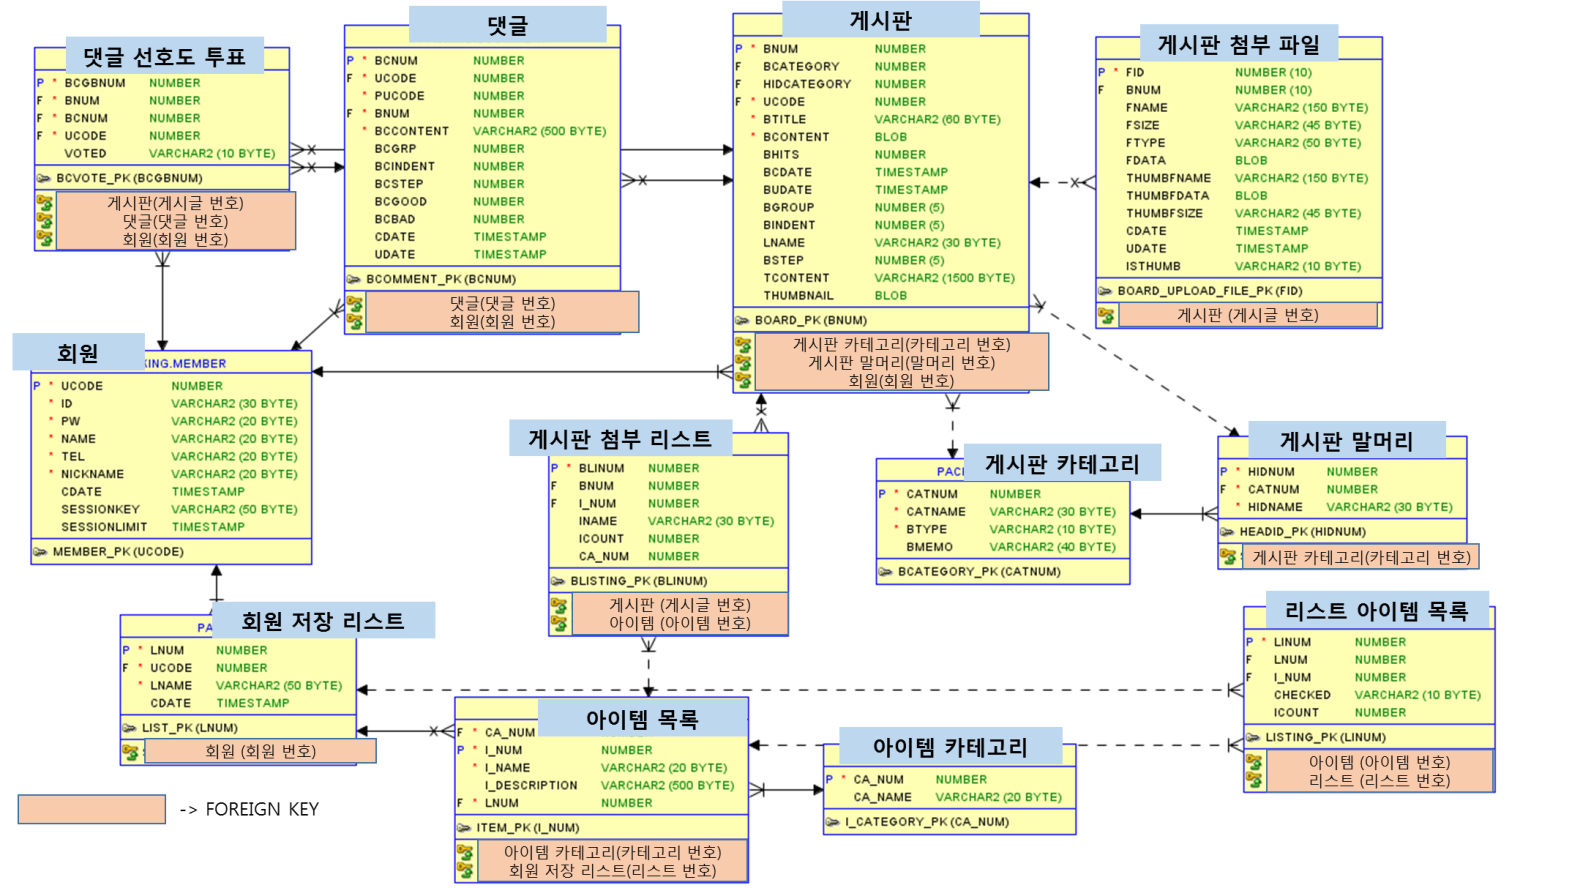 댓글 선호도 투표
P * BCGBNUM NUMBER
F * BNUM NUMBER
F * BCNUM NUMBER
F * UCODE NUMBER
VOTED VARCHAR2 (10 BYTE)
BCVOTE_PK (BCGBNUM)
게시판(게시글 번호)
댓글(댓글 번호)
회원(회원 번호)
댓글
P * BCNUM NUMBER
F * UCODE NUMBER
* PUCODE NUMBER
F * BNUM NUMBER
* BCCONTENT VARCHAR2 (500 BYTE)
BCGRP NUMBER
BCINDENT NUMBER
BCSTEP NUMBER
BCGOOD NUMBER
BCBAD NUMBER
CDATE TIMESTAMP
UDATE TIMESTAMP
BCOMMENT_PK (BCNUM)
댓글(댓글 번호)
회원(회원 번호)
게시판
P * BNUM NUMBER
F BCATEGORY NUMBER
F HIDCATEGORY NUMBER
F * UCODE NUMBER
* BTITLE VARCHAR2 (60 BYTE)
* BCONTENT BLOB
BHITS NUMBER
BCDATE TIMESTAMP
BUDATE TIMESTAMP
BGROUP NUMBER (5)
BINDENT NUMBER (5)
LNAME VARCHAR2 (30 BYTE)
BSTEP NUMBER (5)
TCONTENT VARCHAR2 (1500 BYTE)
THUMBNAIL BLOB
BOARD_PK (BNUM)
게시판 카테고리(카테고리 번호)
게시판 말머리(말머리 번호)
회원(회원 번호)
게시판 첨부 파일
P * FID NUMBER (10)
F BNUM NUMBER (10)
FNAME VARCHAR2 (150 BYTE)
FSIZE VARCHAR2 (45 BYTE)
FTYPE VARCHAR2 (50 BYTE)
FDATA BLOB
THUMBFNAME VARCHAR2 (150 BYTE)
THUMBFDATA BLOB
THUMBFSIZE VARCHAR2 (45 BYTE)
CDATE TIMESTAMP
UDATE TIMESTAMP
ISTHUMB VARCHAR2 (10 BYTE)
BOARD_UPLOAD_FILE_PK (FID)
게시판 (게시글 번호)
회원
KING.MEMBER
P * UCODE NUMBER
* ID VARCHAR2 (30 BYTE)
* PW VARCHAR2 (20 BYTE)
* NAME VARCHAR2 (20 BYTE)
* TEL VARCHAR2 (20 BYTE)
* NICKNAME VARCHAR2 (20 BYTE)
CDATE TIMESTAMP
SESSIONKEY VARCHAR2 (50 BYTE)
SESSIONLIMIT TIMESTAMP
MEMBER_PK (UCODE)
게시판 첨부 리스트
P * BLINUM NUMBER
F BNUM NUMBER
F I_NUM NUMBER
INAME VARCHAR2 (30 BYTE)
ICOUNT NUMBER
CA_NUM NUMBER
BLISTING_PK (BLINUM)
게시판 (게시글 번호)
아이템 (아이템 번호)
게시판 카테고리
PAC
P * CATNUM NUMBER
* CATNAME VARCHAR2 (30 BYTE)
* BTYPE VARCHAR2 (10 BYTE)
BMEMO VARCHAR2 (40 BYTE)
BCATEGORY_PK (CATNUM)
게시판 말머리
P * HIDNUM NUMBER
F * CATNUM NUMBER
* HIDNAME VARCHAR2 (30 BYTE)
HEADID_PK (HIDNUM)
게시판 카테고리(카테고리 번호)
회원 저장 리스트
PA
P * LNUM NUMBER
F * UCODE NUMBER
* LNAME VARCHAR2 (50 BYTE)
CDATE TIMESTAMP
LIST_PK (LNUM)
회원 (회원 번호)
아이템 목록
F * CA_NUM
P * I_NUM NUMBER
* I_NAME VARCHAR2 (20 BYTE)
I_DESCRIPTION VARCHAR2 (500 BYTE)
F * LNUM NUMBER
ITEM_PK (I_NUM)
아이템 카테고리(카테고리 번호)
회원 저장 리스트(리스트 번호)
아이템 카테고리
P * CA_NUM NUMBER
CA_NAME VARCHAR2 (20 BYTE)
I_CATEGORY_PK (CA_NUM)
리스트 아이템 목록
P * LINUM NUMBER
F LNUM NUMBER
F I_NUM NUMBER
CHECKED VARCHAR2 (10 BYTE)
ICOUNT NUMBER
LISTING_PK (LINUM)
아이템 (아이템 번호)
리스트 (리스트 번호)
-> FOREIGN KEY